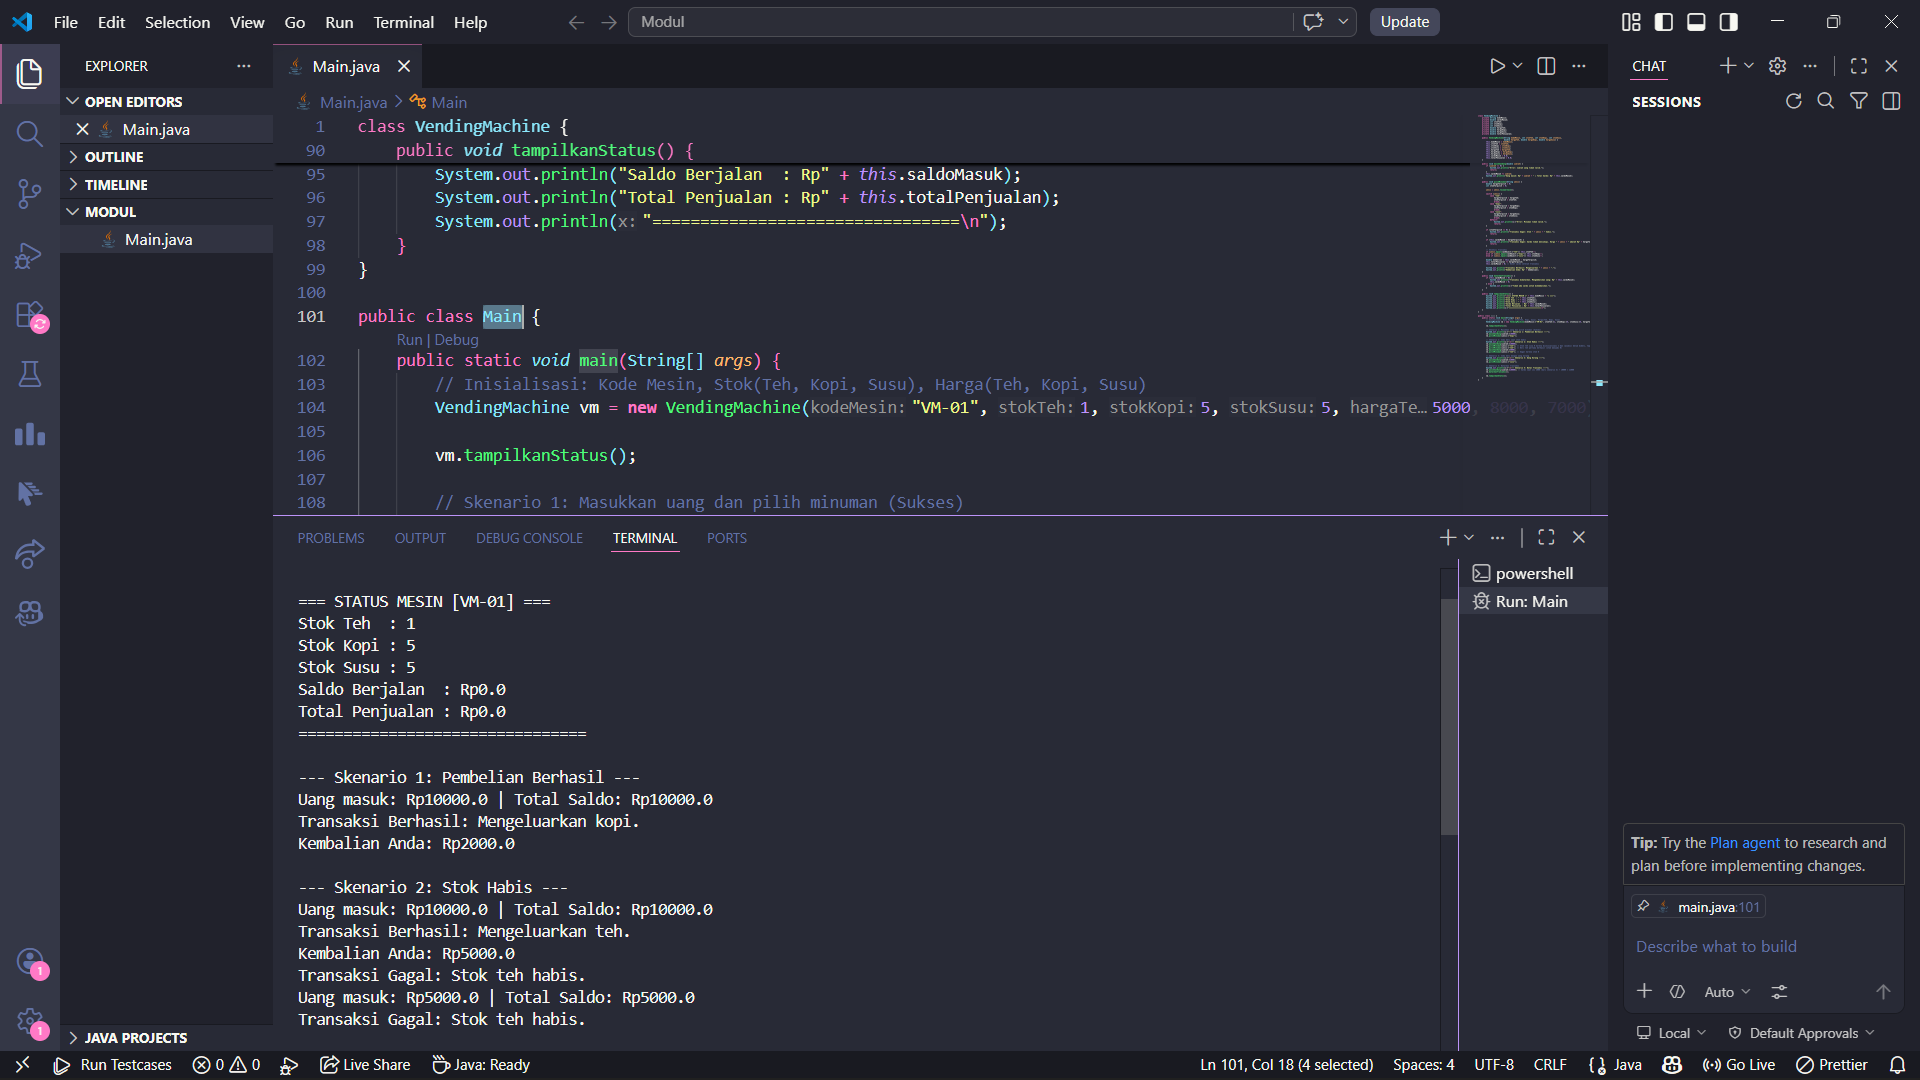 File Edit Selection View Go Run Terminal Help
Modul
Update
EXPLORER
OPEN EDITORS
Main.java
OUTLINE
TIMELINE
MODUL
Main.java
JAVA PROJECTS
Main.java
Main.java > Main
1 class VendingMachine {
90 public void tampilkanStatus() {
95 System.out.println("Saldo Berjalan  : Rp" + this.saldoMasuk);
96 System.out.println("Total Penjualan : Rp" + this.totalPenjualan);
97 System.out.println(x: "================================\n");
98 }
99 }
100
101 public class Main {
Run | Debug
102 public static void main(String[] args) {
103 // Inisialisasi: Kode Mesin, Stok(Teh, Kopi, Susu), Harga(Teh, Kopi, Susu)
104 VendingMachine vm = new VendingMachine(kodeMesin: "VM-01", stokTeh: 1, stokKopi: 5, stokSusu: 5, hargaTe… 5000, 8000, 7000
105
106 vm.tampilkanStatus();
107
108 // Skenario 1: Masukkan uang dan pilih minuman (Sukses)
PROBLEMS OUTPUT DEBUG CONSOLE TERMINAL PORTS
=== STATUS MESIN [VM-01] ===
Stok Teh  : 1
Stok Kopi : 5
Stok Susu : 5
Saldo Berjalan  : Rp0.0
Total Penjualan : Rp0.0
================================
--- Skenario 1: Pembelian Berhasil ---
Uang masuk: Rp10000.0 | Total Saldo: Rp10000.0
Transaksi Berhasil: Mengeluarkan kopi.
Kembalian Anda: Rp2000.0
--- Skenario 2: Stok Habis ---
Uang masuk: Rp10000.0 | Total Saldo: Rp10000.0
Transaksi Berhasil: Mengeluarkan teh.
Kembalian Anda: Rp5000.0
Transaksi Gagal: Stok teh habis.
Uang masuk: Rp5000.0 | Total Saldo: Rp5000.0
Transaksi Gagal: Stok teh habis.
powershell
Run: Main
CHAT
SESSIONS
Tip: Try the Plan agent to research and
plan before implementing changes.
main.java:101
Describe what to build
Auto
Local Default Approvals
1
1
Run Testcases 0 0 Live Share Java: Ready
Ln 101, Col 18 (4 selected) Spaces: 4 UTF-8 CRLF Java Go Live Prettier